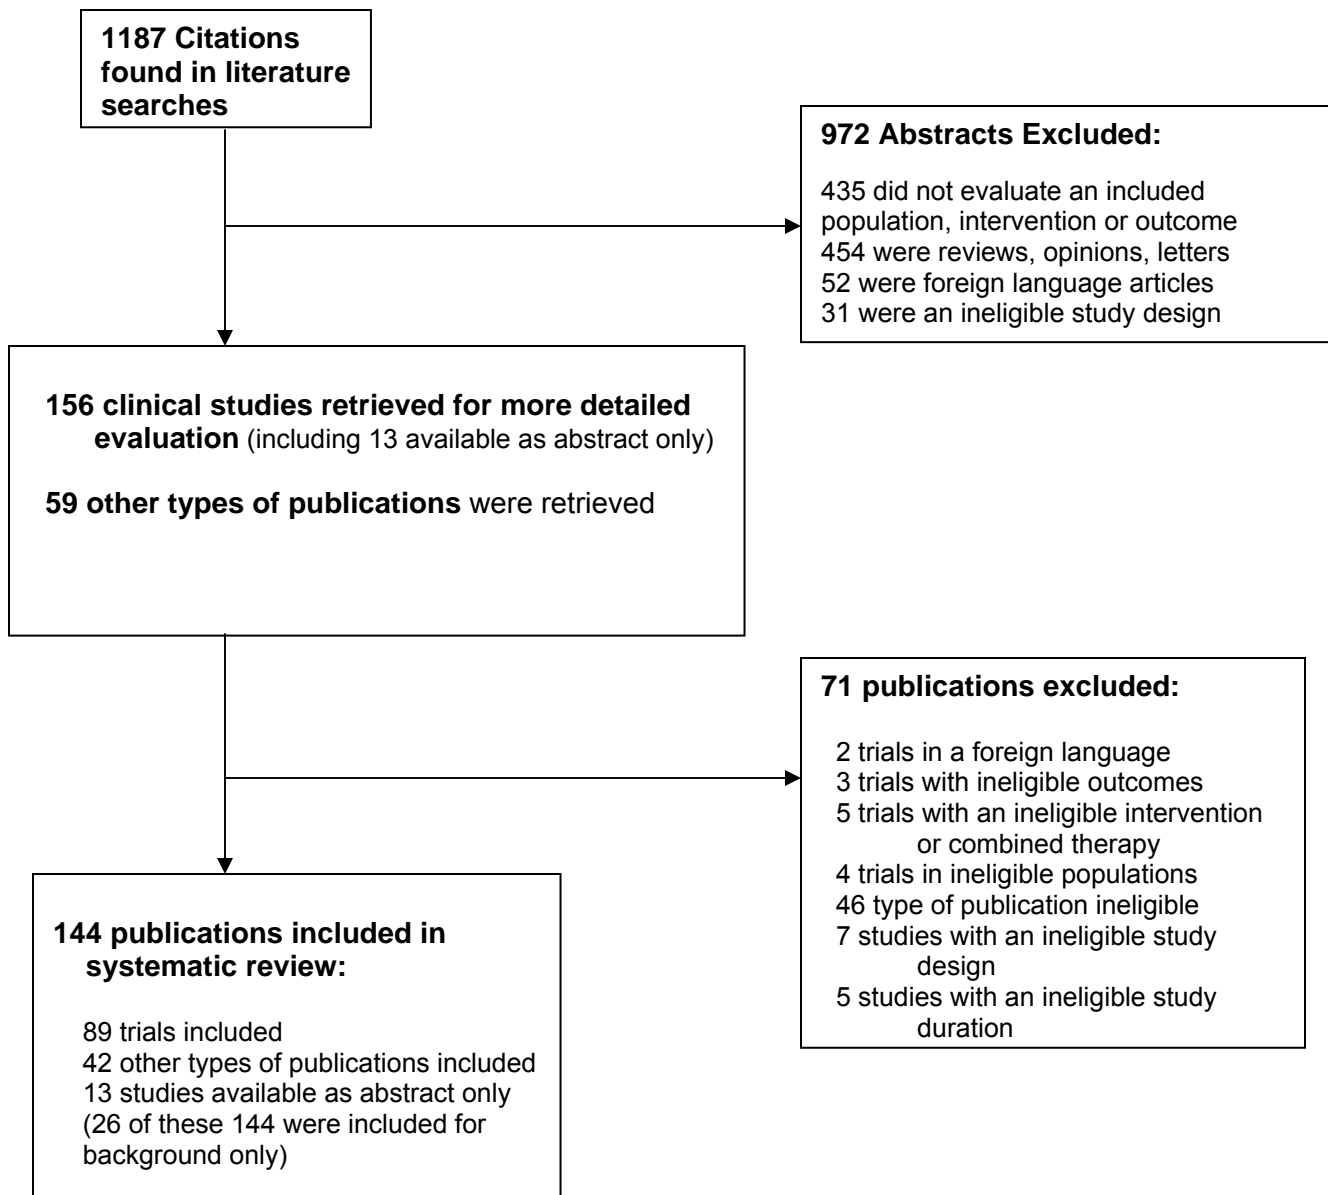 1187 Citations
found in literature
searches
972 Abstracts Excluded:
435 did not evaluate an included
population, intervention or outcome
454 were reviews, opinions, letters
52 were foreign language articles
31 were an ineligible study design
156 clinical studies retrieved for more detailed
evaluation (including 13 available as abstract only)
59 other types of publications were retrieved
71 publications excluded:
2 trials in a foreign language
3 trials with ineligible outcomes
5 trials with an ineligible intervention
or combined therapy
4 trials in ineligible populations
46 type of publication ineligible
7 studies with an ineligible study
design
5 studies with an ineligible study
duration
144 publications included in
systematic review:
89 trials included
42 other types of publications included
13 studies available as abstract only
(26 of these 144 were included for
background only)